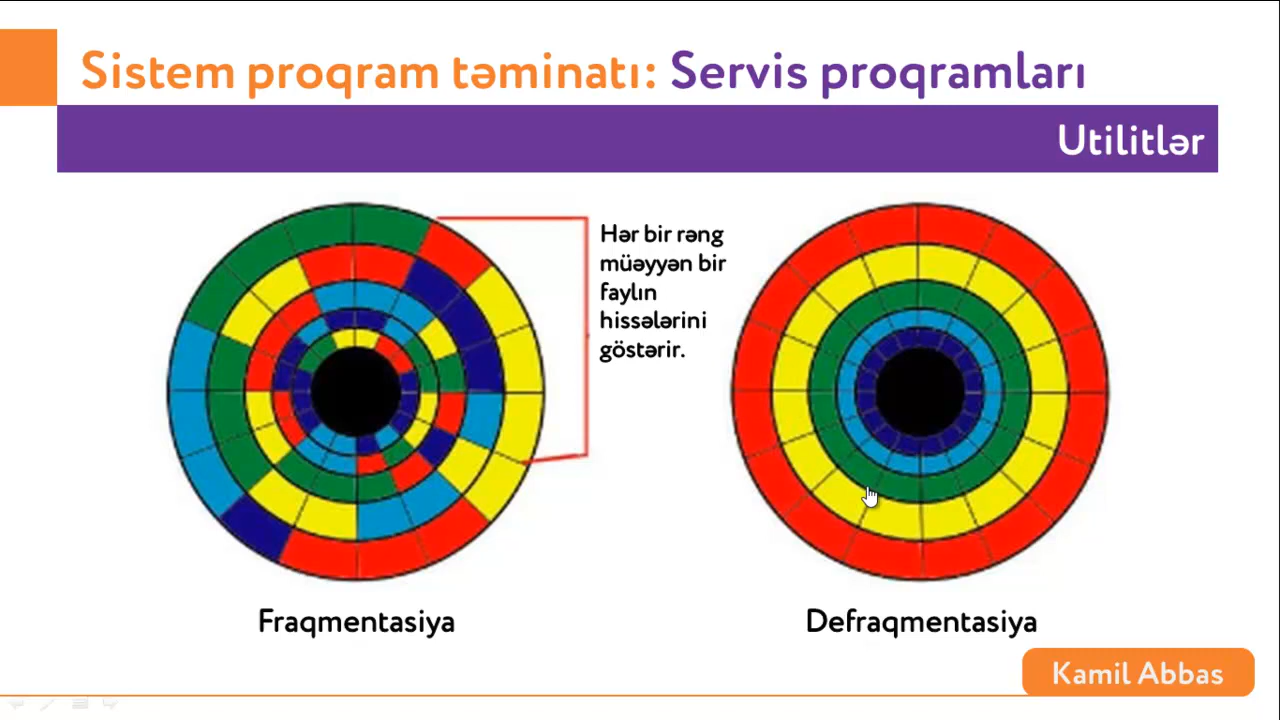 Sistem proqram təminatı: Servis proqramları
Utilitlər
Hər bir rəng
müəyyən bir
faylın
hissələrini
göstərir.
Fraqmentasiya
Defraqmentasiya
Kamil Abbas